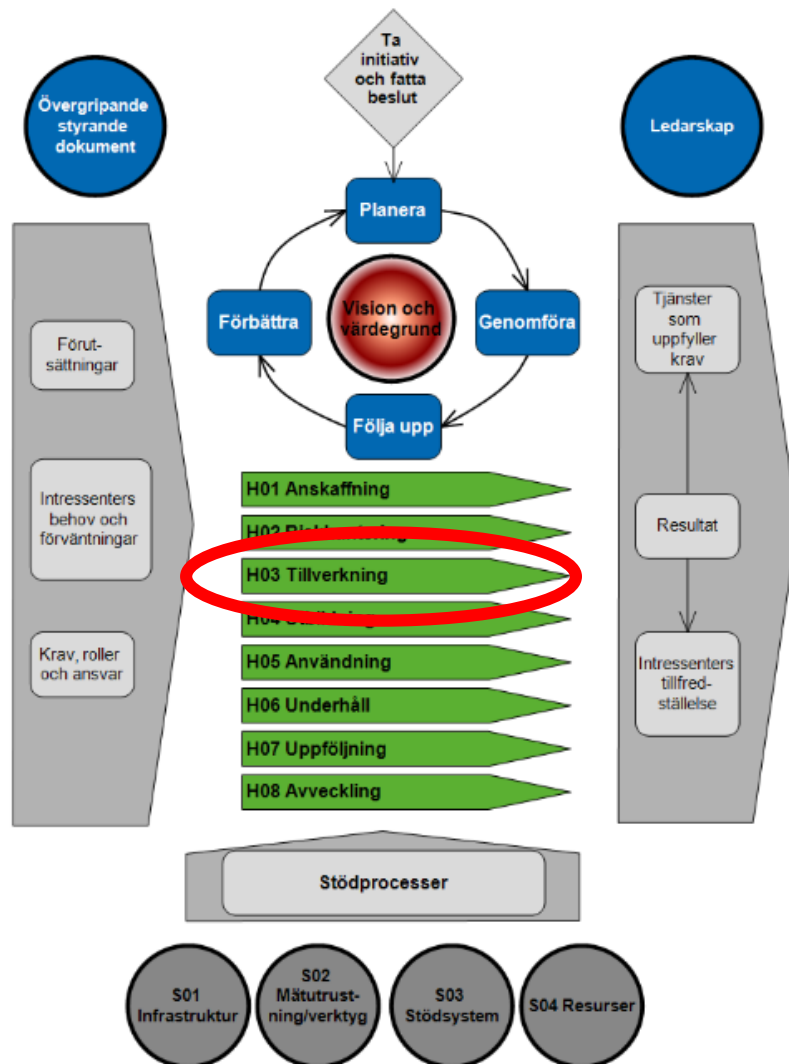 Ta
initiativ
och fatta
beslut
Övergripande
styrande
dokument
Ledarskap
Planera
Förbättra
Vision och
värdegrund
Genomföra
Följa upp
Förut-
sättningar
Intressenters
behov och
förväntningar
Krav, roller
och ansvar
H01 Anskaffning
H02
H03 Tillverkning
H04
H05 Användning
H06 Underhåll
H07 Uppföljning
H08 Avveckling
Tjänster
som
uppfyller
krav
Resultat
Intressenters
tillfred-
ställelse
Stödprocesser
S01
Infrastruktur
S02
Mätutrust-
ning/verktyg
S03
Stödsystem
S04 Resurser